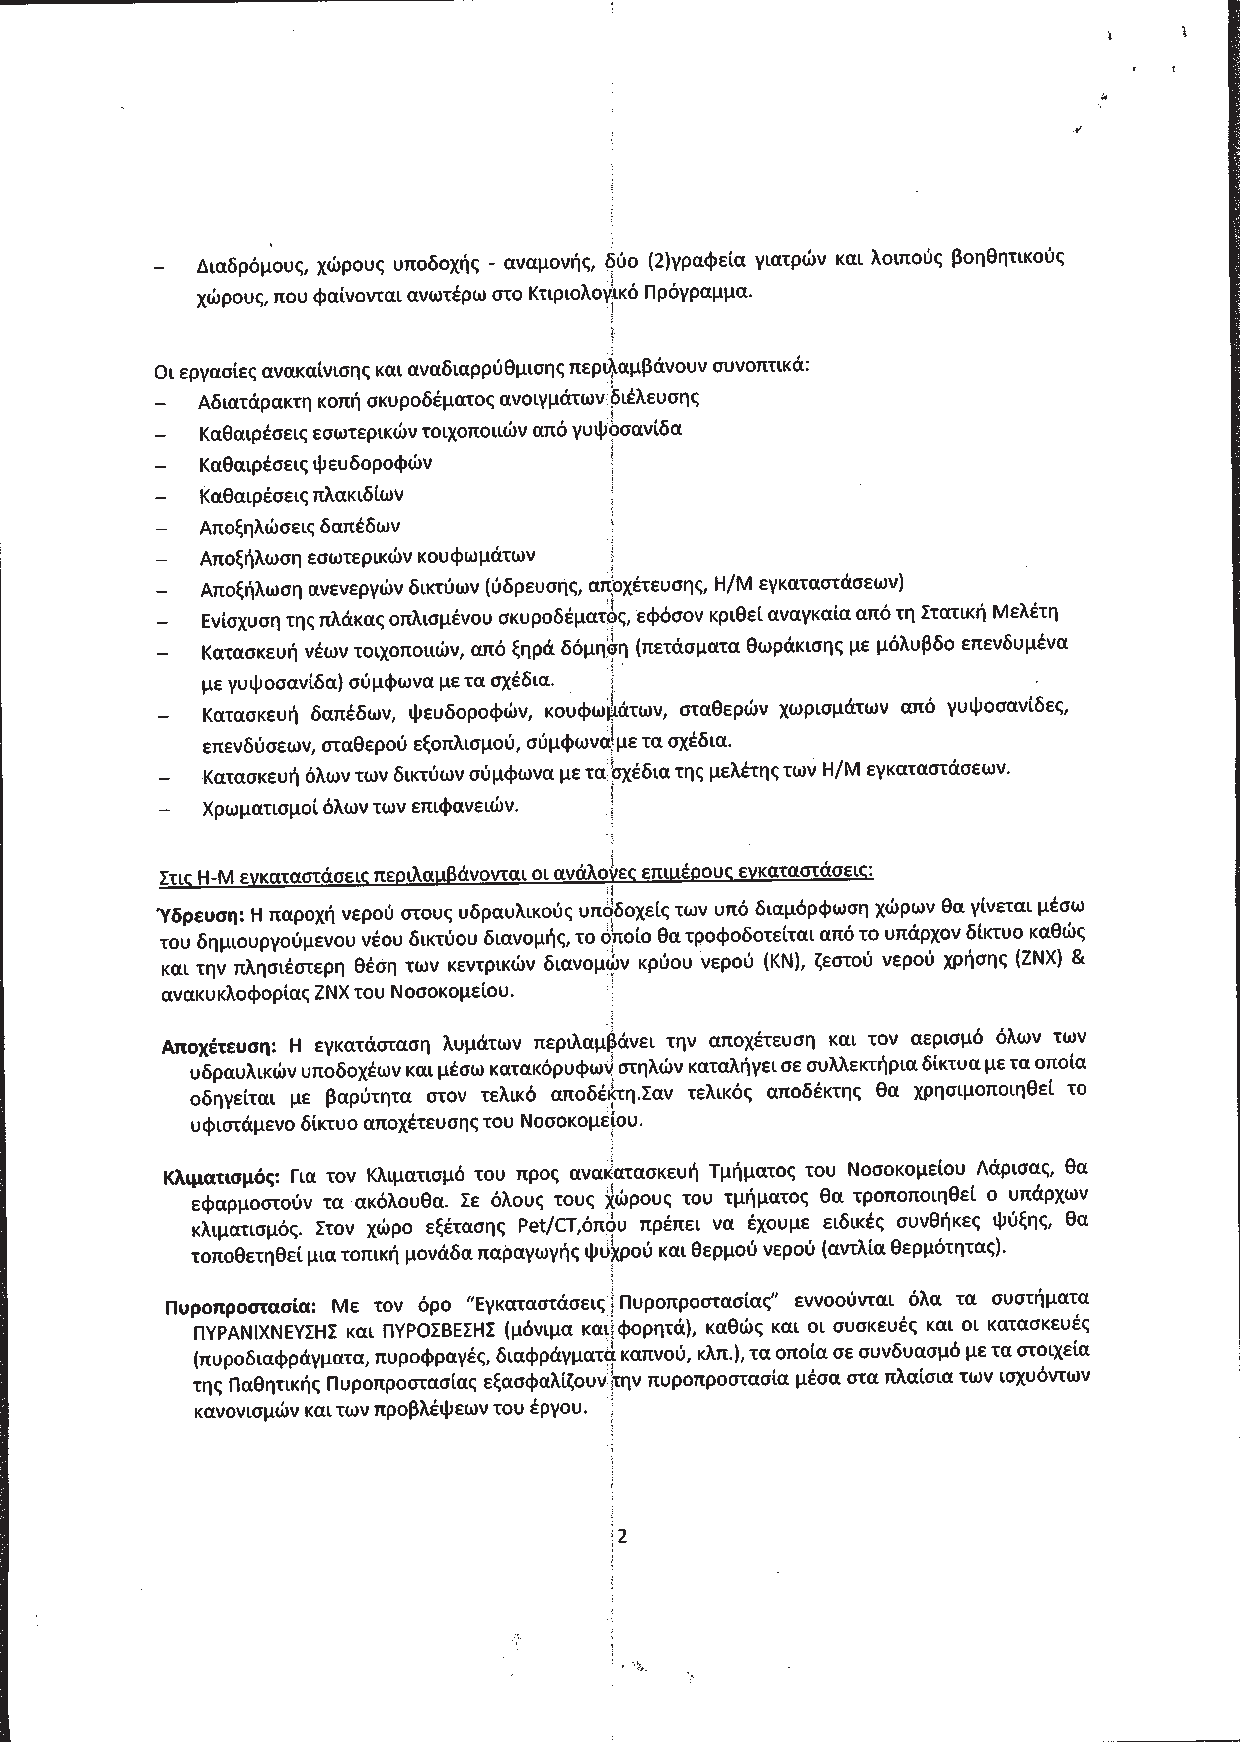 – Διαδρόμους, χώρους υποδοχής - αναμονής, δύο (2)γραφεία γιατρών και λοιπούς βοηθητικούς
χώρους, που φαίνονται ανωτέρω στο Κτιριολογικό Πρόγραμμα.
Οι εργασίες ανακαίνισης και αναδιαρρύθμισης περιλαμβάνουν συνοπτικά:
– Αδιατάρακτη κοπή σκυροδέματος ανοιγμάτων διέλευσης
– Καθαιρέσεις εσωτερικών τοιχοποιιών από γυψοσανίδα
– Καθαιρέσεις ψευδοροφών
– Καθαιρέσεις πλακιδίων
– Αποξηλώσεις δαπέδων
– Αποξήλωση εσωτερικών κουφωμάτων
– Αποξήλωση ανενεργών δικτύων (ύδρευσης, αποχέτευσης, Η/Μ εγκαταστάσεων)
– Ενίσχυση της πλάκας οπλισμένου σκυροδέματος, εφόσον κριθεί αναγκαία από τη Στατική Μελέτη
– Κατασκευή νέων τοιχοποιιών, από ξηρά δόμηση (πετάσματα θωράκισης με μόλυβδο επενδυμένα
με γυψοσανίδα) σύμφωνα με τα σχέδια.
– Κατασκευή δαπέδων, ψευδοροφών, κουφωμάτων, σταθερών χωρισμάτων από γυψοσανίδες,
επενδύσεων, σταθερού εξοπλισμού, σύμφωνα με τα σχέδια.
– Κατασκευή όλων των δικτύων σύμφωνα με τα σχέδια της μελέτης των Η/Μ εγκαταστάσεων.
– Χρωματισμοί όλων των επιφανειών.
Στις Η-Μ εγκαταστάσεις περιλαμβάνονται οι ανάλογες επιμέρους εγκαταστάσεις:
Ύδρευση: Η παροχή νερού στους υδραυλικούς υποδοχείς των υπό διαμόρφωση χώρων θα γίνεται μέσω
του δημιουργούμενου νέου δικτύου διανομής, το οποίο θα τροφοδοτείται από το υπάρχον δίκτυο καθώς
και την πλησιέστερη θέση των κεντρικών διανομών κρύου νερού (ΚΝ), ζεστού νερού χρήσης (ΖΝΧ) &
ανακυκλοφορίας ΖΝΧ του Νοσοκομείου.
Αποχέτευση: Η εγκατάσταση λυμάτων περιλαμβάνει την αποχέτευση και τον αερισμό όλων των
υδραυλικών υποδοχέων και μέσω κατακόρυφων στηλών καταλήγει σε συλλεκτήρια δίκτυα με τα οποία
οδηγείται με βαρύτητα στον τελικό αποδέκτη.Σαν τελικός αποδέκτης θα χρησιμοποιηθεί το
υφιστάμενο δίκτυο αποχέτευσης του Νοσοκομείου.
Κλιματισμός: Για τον Κλιματισμό του προς ανακατασκευή Τμήματος του Νοσοκομείου Λάρισας, θα
εφαρμοστούν τα ακόλουθα. Σε όλους τους χώρους του τμήματος θα τροποποιηθεί ο υπάρχων
κλιματισμός. Στον χώρο εξέτασης Pet/CT,όπου πρέπει να έχουμε ειδικές συνθήκες ψύξης, θα
τοποθετηθεί μια τοπική μονάδα παραγωγής ψυχρού και θερμού νερού (αντλία θερμότητας).
Πυροπροστασία: Με τον όρο "Εγκαταστάσεις Πυροπροστασίας" εννοούνται όλα τα συστήματα
ΠΥΡΑΝΙΧΝΕΥΣΗΣ και ΠΥΡΟΣΒΕΣΗΣ (μόνιμα και φορητά), καθώς και οι συσκευές και οι κατασκευές
(πυροδιαφράγματα, πυροφραγές, διαφράγματα καπνού, κλπ.), τα οποία σε συνδυασμό με τα στοιχεία
της Παθητικής Πυροπροστασίας εξασφαλίζουν την πυροπροστασία μέσα στα πλαίσια των ισχυόντων
κανονισμών και των προβλέψεων του έργου.
2